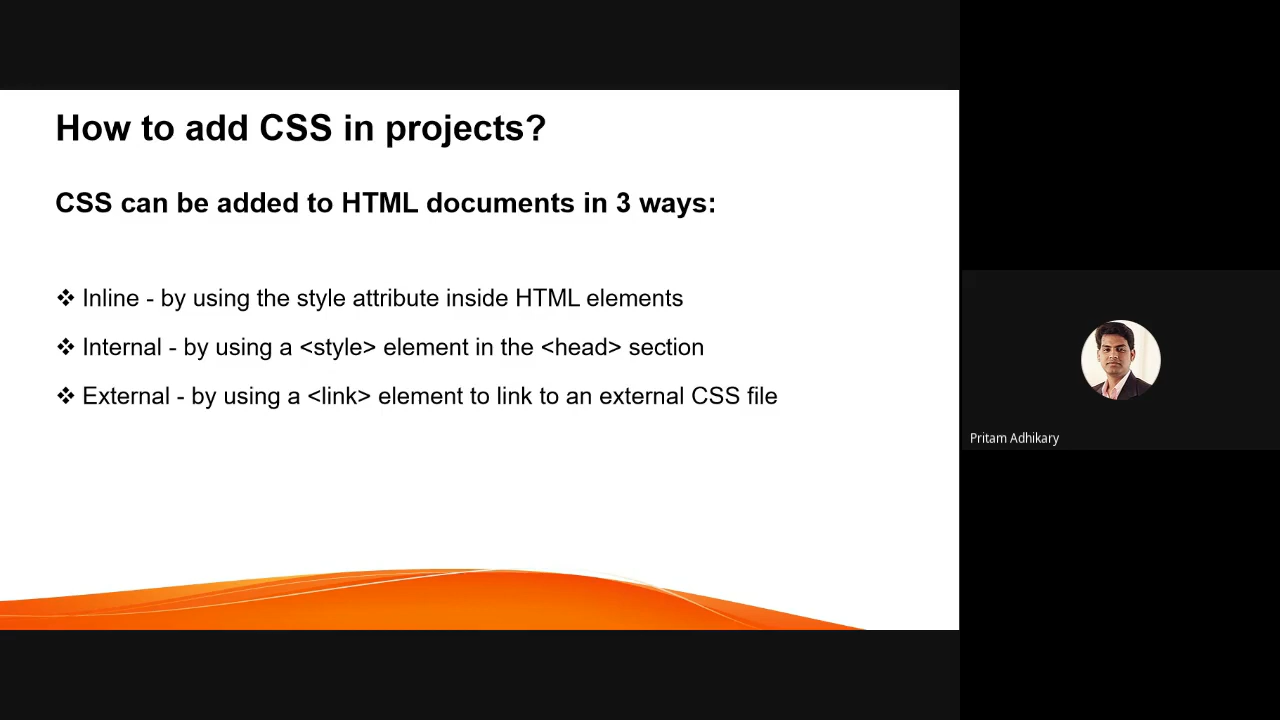 How to add CSS in projects?
CSS can be added to HTML documents in 3 ways:
❖ Inline - by using the style attribute inside HTML elements
❖ Internal - by using a <style> element in the <head> section
❖ External - by using a <link> element to link to an external CSS file
Pritam Adhikary